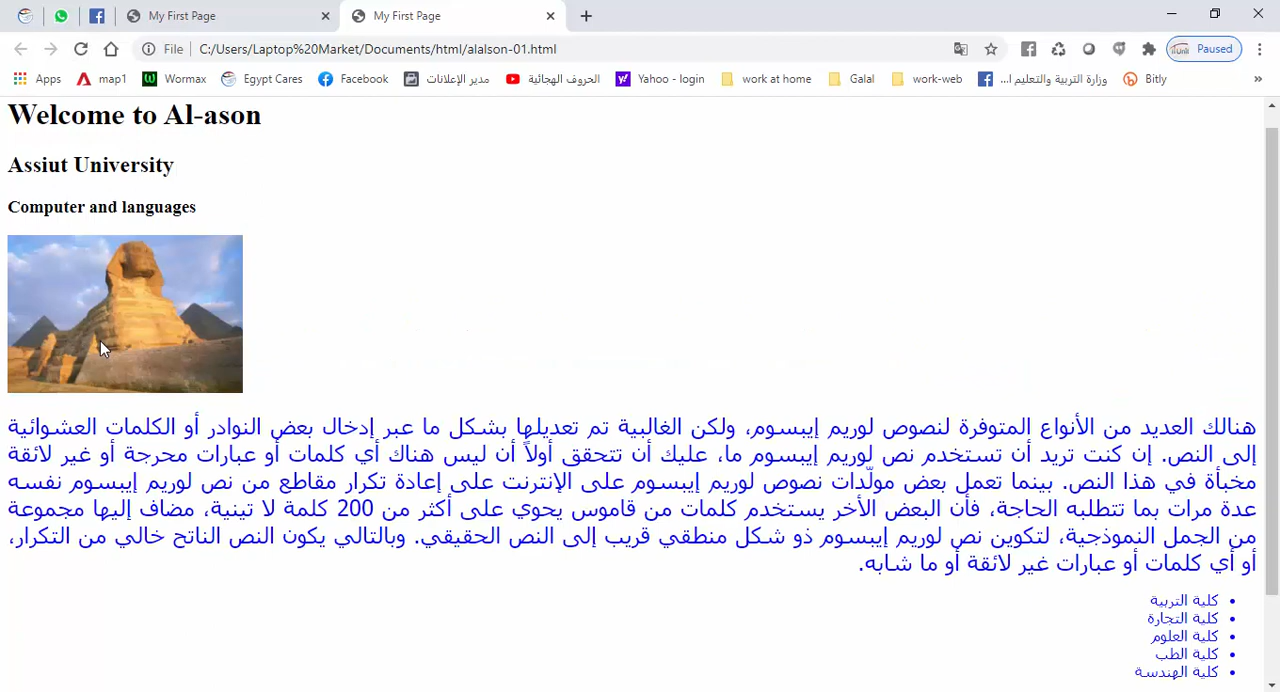 My First Page
My First Page
File
C:/Users/Laptop%20Market/Documents/html/alalson-01.html
Paused
Apps
map1
Wormax
Egypt Cares
Facebook
مدير الإعلانات
الحروف الهجائية
Yahoo - login
work at home
Galal
work-web
وزارة التربية والتعليم ا...
Bitly
»
Welcome to Al-ason
Assiut University
Computer and languages
هنالك العديد من الأنواع المتوفرة لنصوص لوريم إيبسوم، ولكن الغالبية تم تعديلها بشكل ما عبر إدخال بعض النوادر أو الكلمات العشوائية
إلى النص. إن كنت تريد أن تستخدم نص لوريم إيبسوم ما، عليك أن تتحقق أولاً أن ليس هناك أي كلمات أو عبارات محرجة أو غير لائقة
مخبأة في هذا النص. بينما تعمل بعض مولّدات نصوص لوريم إيبسوم على الإنترنت على إعادة تكرار مقاطع من نص لوريم إيبسوم نفسه
عدة مرات بما تتطلبه الحاجة، فأن البعض الأخر يستخدم كلمات من قاموس يحوي على أكثر من 200 كلمة لا تينية، مضاف إليها مجموعة
من الجمل النموذجية، لتكوين نص لوريم إيبسوم ذو شكل منطقي قريب إلى النص الحقيقي. وبالتالي يكون النص الناتح خالي من التكرار،
أو أي كلمات أو عبارات غير لائقة أو ما شابه.
• كلية التربية
• كلية التجارة
• كلية العلوم
• كلية الطب
• كلية الهندسة